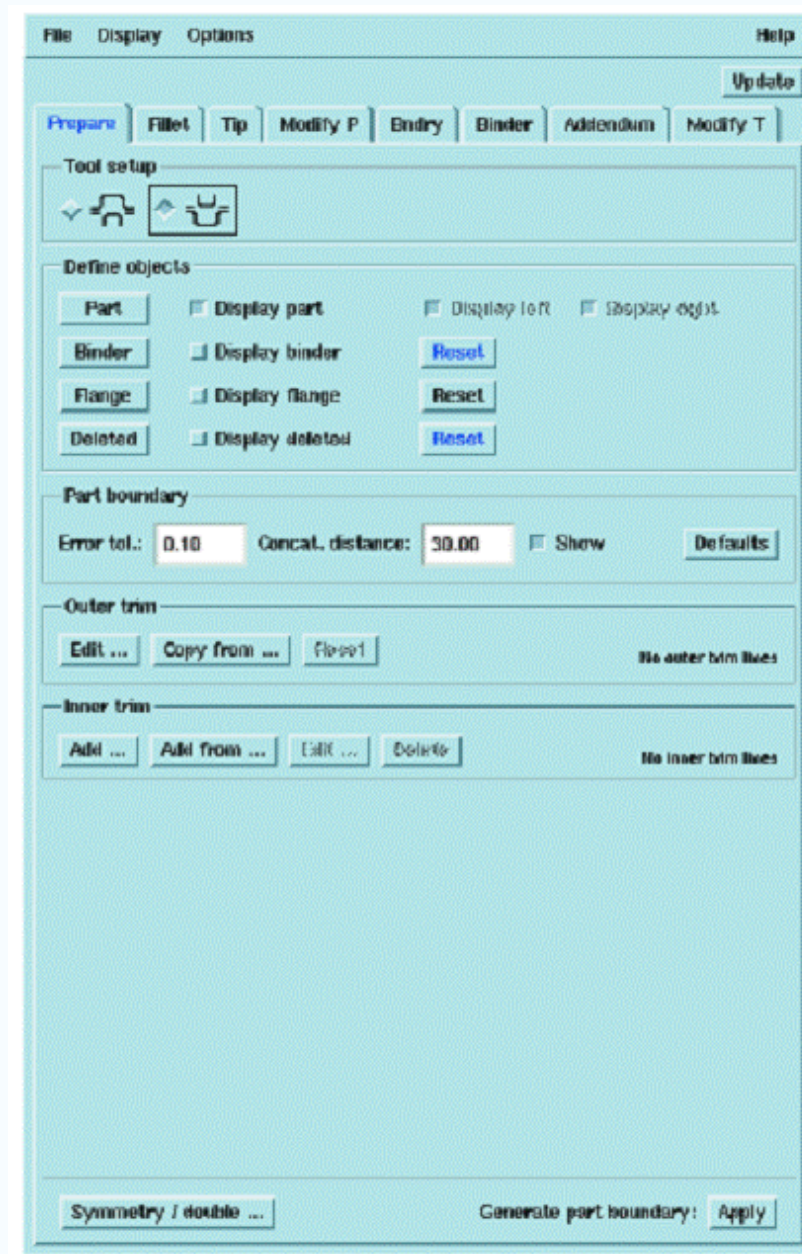 File Display Options Help
Update
Prepare Fillet Tip Modify P Bndry Binder Addendum Modify T
Tool setup
Define objects
Part Display part Display left Display right
Binder Display binder Reset
Flange Display flange Reset
Deleted Display deleted Reset
Part boundary
Error tol.: 0.10 Concat. distance: 30.00 Show Defaults
Outer trim
Edit ... Copy from ... Reset No outer trim lines
Inner trim
Add ... Add from ... Edit ... Delete No inner trim lines
Symmetry / double ... Generate part boundary: Apply